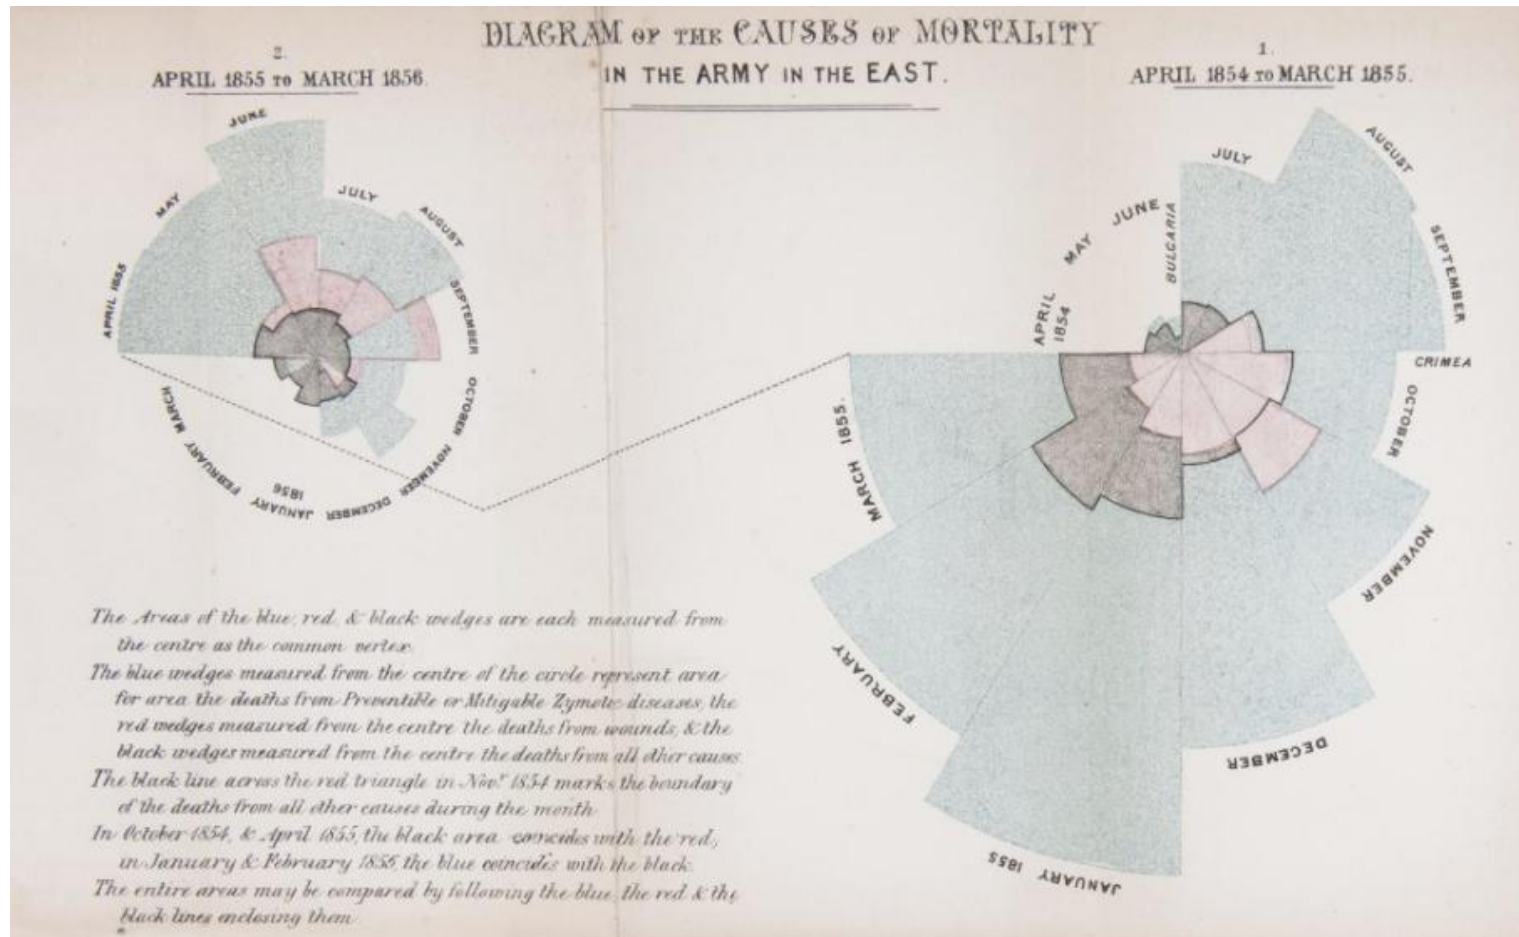 DIAGRAM OF THE CAUSES OF MORTALITY
IN THE ARMY IN THE EAST.
2.
APRIL 1855 TO MARCH 1856.
1.
APRIL 1854 TO MARCH 1855.
JUNE
JULY
MAY
AUGUST
APRIL 1855
SEPTEMBER
OCTOBER
NOVEMBER
DECEMBER
JANUARY
1856
FEBRUARY
MARCH
APRIL
1854
MAY
JUNE
BULGARIA
JULY
AUGUST
SEPTEMBER
CRIMEA
OCTOBER
NOVEMBER
DECEMBER
JANUARY 1855
FEBRUARY
MARCH 1855.
The Areas of the blue, red, & black wedges are each measured from
the centre as the common vertex.
The blue wedges measured from the centre of the circle represent area
for area the deaths from Preventible or Mitigable Zymotic diseases, the
red wedges measured from the centre the deaths from wounds, & the
black wedges measured from the centre the deaths from all other causes.
The black line across the red triangle in Nov.r 1854 marks the boundary
of the deaths from all other causes during the month.
In October 1854, & April 1855, the black area coincides with the red,
in January & February 1856, the blue coincides with the black.
The entire areas may be compared by following the blue, the red & the
black lines enclosing them.